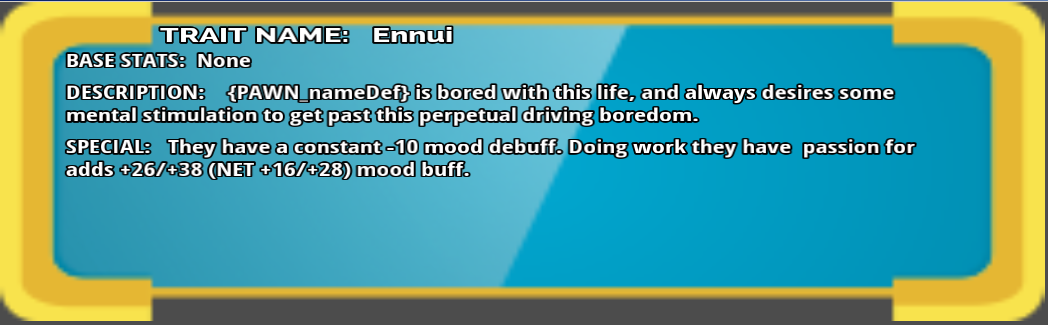 TRAIT NAME: Ennui
BASE STATS: None
DESCRIPTION: {PAWN_nameDef} is bored with this life, and always desires some
mental stimulation to get past this perpetual driving boredom.
SPECIAL: They have a constant -10 mood debuff. Doing work they have passion for
adds +26/+38 (NET +16/+28) mood buff.